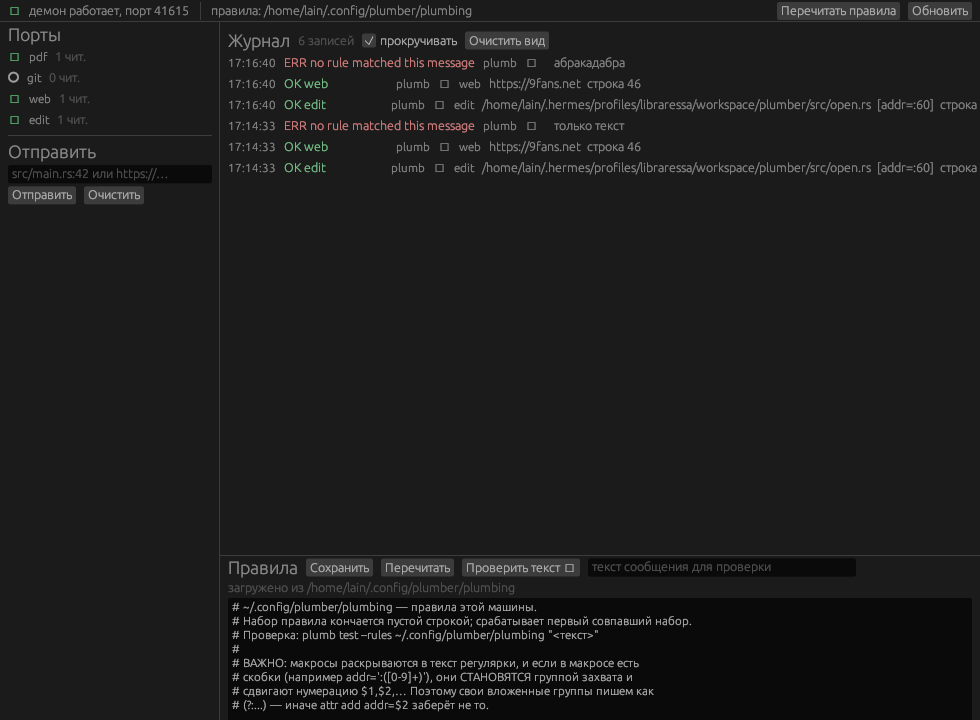 демон работает, порт 41615
правила: /home/lain/.config/plumber/plumbing
Перечитать правила
Обновить
Порты
pdf 1 чит.
git 0 чит.
web 1 чит.
edit 1 чит.
Отправить
src/main.rs:42 или https://…
Отправить Очистить
Журнал 6 записей прокручивать Очистить вид
17:16:40 ERR no rule matched this message plumb абракадабра
17:16:40 OK web plumb web https://9fans.net строка 46
17:16:40 OK edit plumb edit /home/lain/.hermes/profiles/libraressa/workspace/plumber/src/open.rs [addr=:60] строка
17:14:33 ERR no rule matched this message plumb только текст
17:14:33 OK web plumb web https://9fans.net строка 46
17:14:33 OK edit plumb edit /home/lain/.hermes/profiles/libraressa/workspace/plumber/src/open.rs [addr=:60] строка
Правила Сохранить Перечитать Проверить текст текст сообщения для проверки
загружено из /home/lain/.config/plumber/plumbing
# ~/.config/plumber/plumbing — правила этой машины.
# Набор правила кончается пустой строкой; срабатывает первый совпавший набор.
# Проверка: plumb test --rules ~/.config/plumber/plumbing "<текст>"
#
# ВАЖНО: макросы раскрываются в текст регулярки, и если в макросе есть
# скобки (например addr=':([0-9]+)'), они СТАНОВЯТСЯ группой захвата и
# сдвигают нумерацию $1,$2,… Поэтому свои вложенные группы пишем как
# (?:...) — иначе attr add addr=$2 заберёт не то.